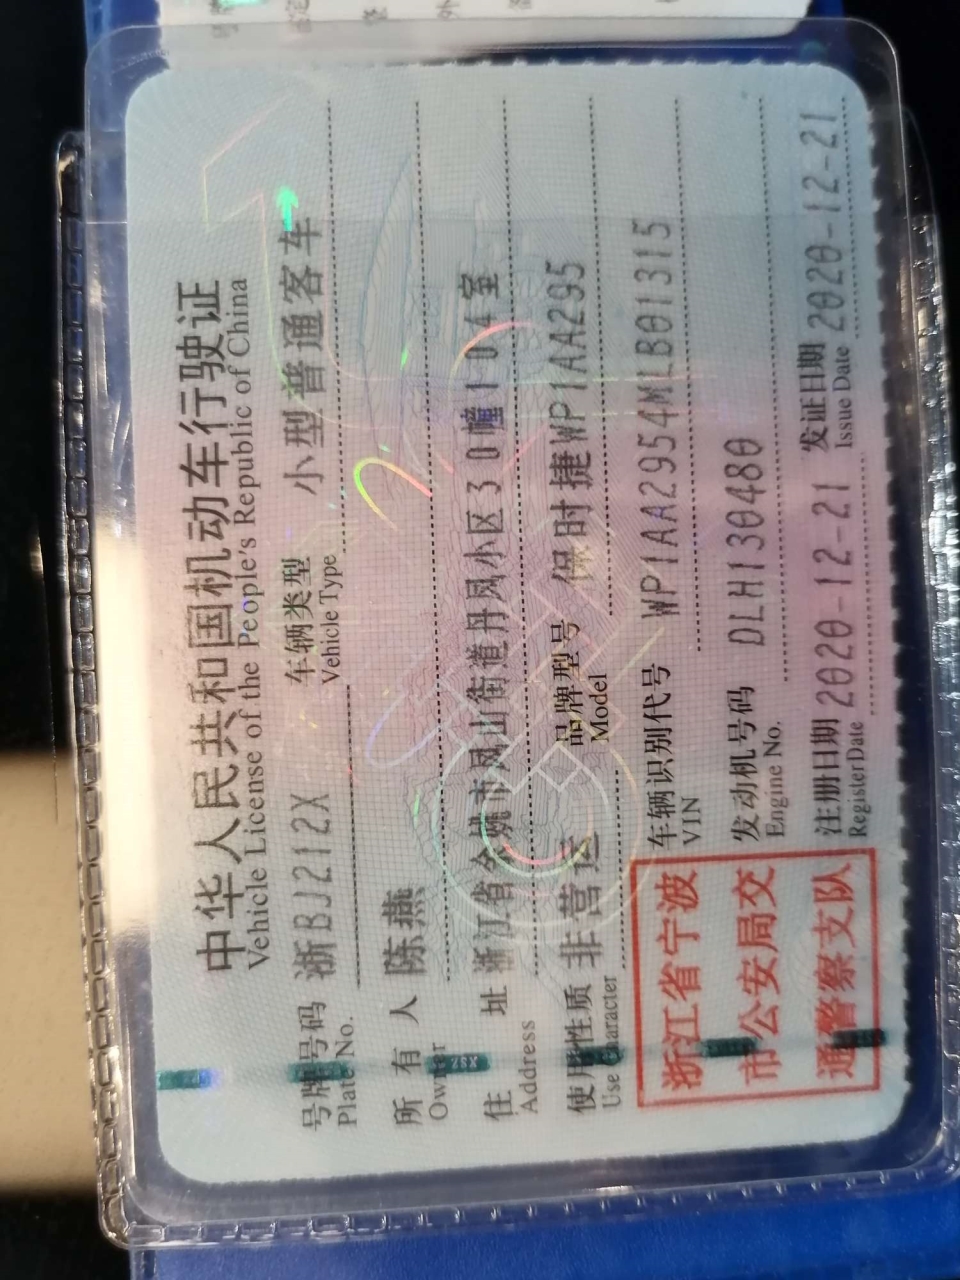 中华人民共和国机动车行驶证
Vehicle License of the People's Republic of China
号牌号码 浙BJ212X 车辆类型 小型普通客车
Plate No. Vehicle Type
所有人 陈燕
Owner
住址 浙江省余姚市凤山街道丹凤小区30幢104室
Address
使用性质 非营运 品牌型号 保时捷WP1AA295
Use Character Model
浙江省宁波
市公安局交
通警察支队
车辆识别代号 WP1AA2954MLB01315
VIN
发动机号码 DLH130480
Engine No.
注册日期 2020-12-21 发证日期 2020-12-21
Register Date Issue Date